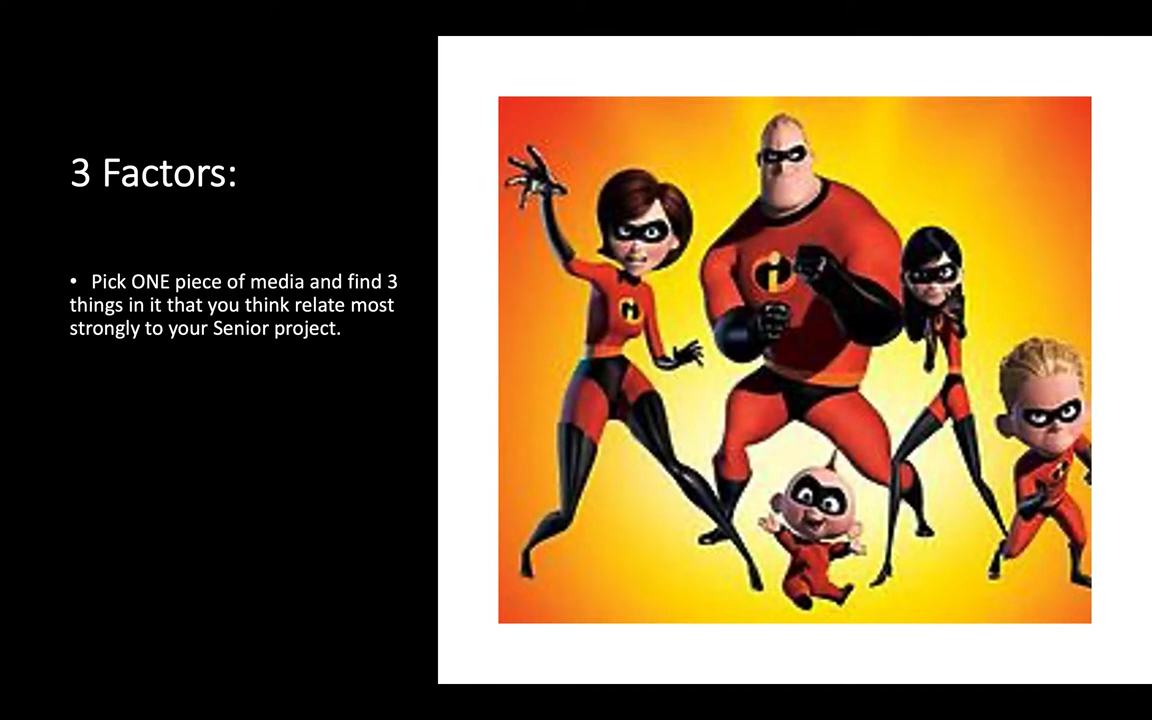 3 Factors:
• Pick ONE piece of media and find 3
things in it that you think relate most
strongly to your Senior project.